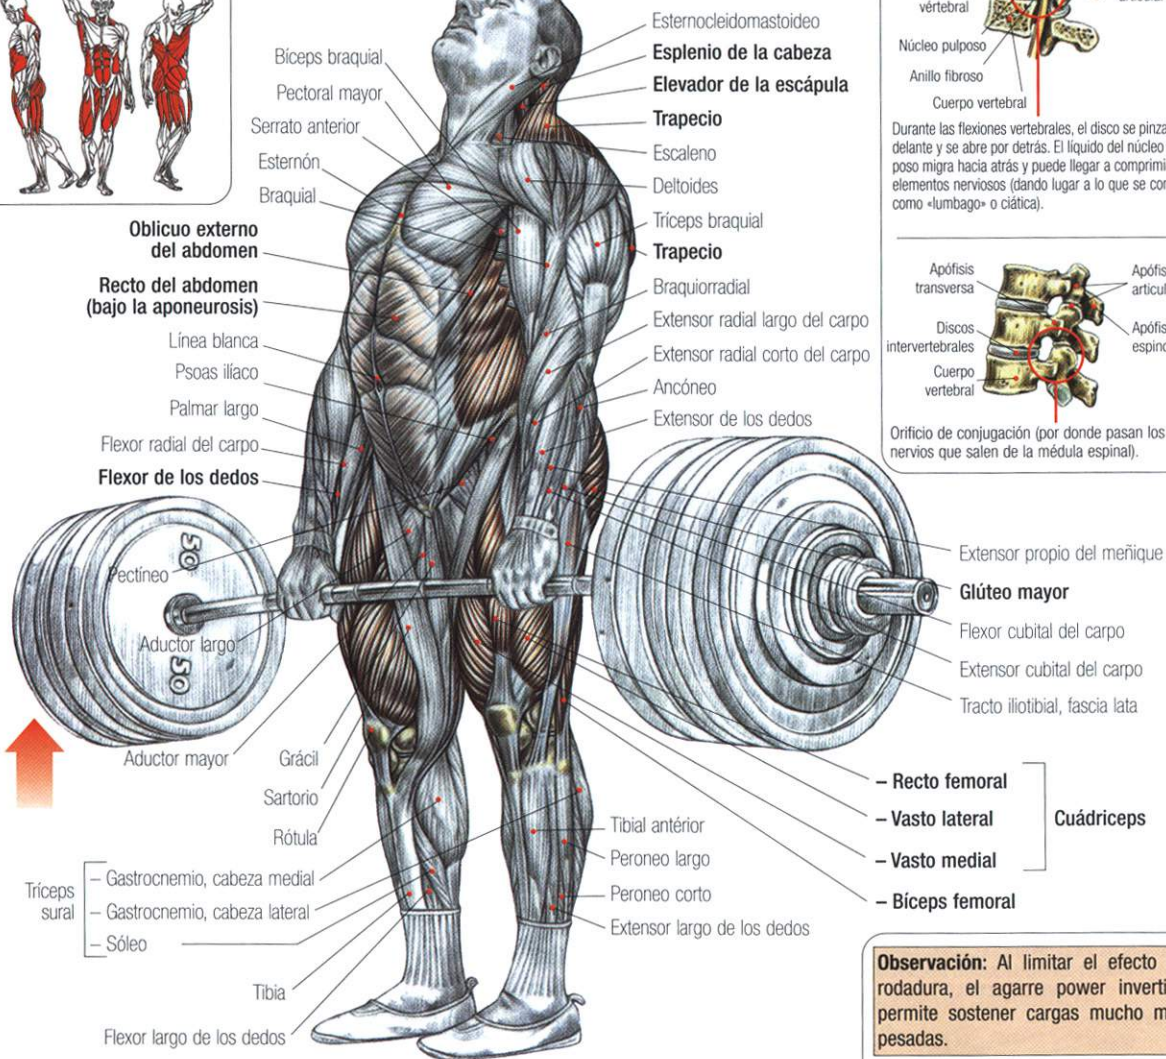 Esternocleidomastoideo
Esplenio de la cabeza
Elevador de la escápula
Trapecio
Escaleno
Deltoides
Tríceps braquial
Trapecio
Braquiorradial
Extensor radial largo del carpo
Extensor radial corto del carpo
Ancóneo
Extensor de los dedos
Bíceps braquial
Pectoral mayor
Serrato anterior
Esternón
Braquial
Oblicuo externo
del abdomen
Recto del abdomen
(bajo la aponeurosis)
Línea blanca
Psoas ilíaco
Palmar largo
Flexor radial del carpo
Flexor de los dedos
50
50
Pectíneo
Aductor largo
Aductor mayor
Grácil
Sartorio
Rótula
Tríceps
sural
– Gastrocnemio, cabeza medial
– Gastrocnemio, cabeza lateral
– Sóleo
Tibia
Flexor largo de los dedos
Extensor propio del meñique
Glúteo mayor
Flexor cubital del carpo
Extensor cubital del carpo
Tracto iliotibial, fascia lata
– Recto femoral
– Vasto lateral
– Vasto medial
Cuádriceps
– Bíceps femoral
Tibial antérior
Peroneo largo
Peroneo corto
Extensor largo de los dedos
vértebral
Núcleo pulposo
Anillo fibroso
Cuerpo vertebral
Durante las flexiones vertebrales, el disco se pinza
delante y se abre por detrás. El líquido del núcleo
poso migra hacia atrás y puede llegar a comprimi
elementos nerviosos (dando lugar a lo que se
como «lumbago» o ciática).
Apófisis
transversa
Discos
intervertebrales
Cuerpo
vertebral
Apófis
articul
Apófis
espino
Orificio de conjugación (por donde pasan los
nervios que salen de la médula espinal).
Observación: Al limitar el efecto
rodadura, el agarre power inverti
permite sostener cargas mucho m
pesadas.